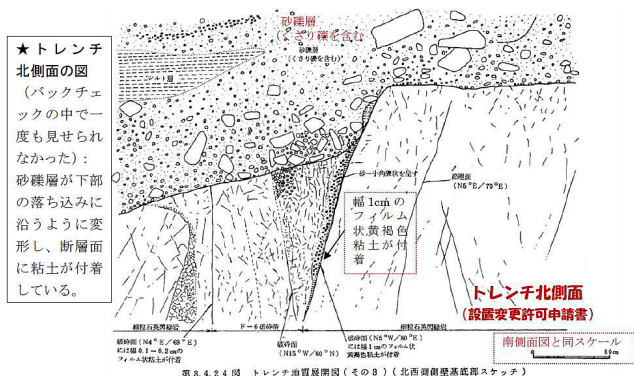 ★トレンチ
北側面の図
（バックチェ
ックの中で一
度も見せられ
なかった）：
砂礫層が下部
の落ち込みに
沿うように変
形し、断層面
に粘土が付着
している。
砂礫層
（くさり礫を含む
砂礫層
（くさり礫を含む）
シルト層
砂～小角礫状を呈す
節理面
（N5°E／70°E）
幅1cmの
フィルム
状黄褐色
粘土が付
着
トレンチ北側面
（設置変更許可申請書）
南側面図と同スケール
0 50cm
細粒石英閃緑岩
F－6破砕帯
粗粒石英閃緑岩
破砕面（N4°E／68°E）
には幅0.1～0.2cmの
フィルム状粘土が付着
破砕面
（N15°W／60°N）
破砕面（N5°W／80°E）
には幅1cmのフィルム状
黄褐色粘土が付着
第3.4.24図 トレンチ地質展開図（その3）（北西側側壁基底部スケッチ）